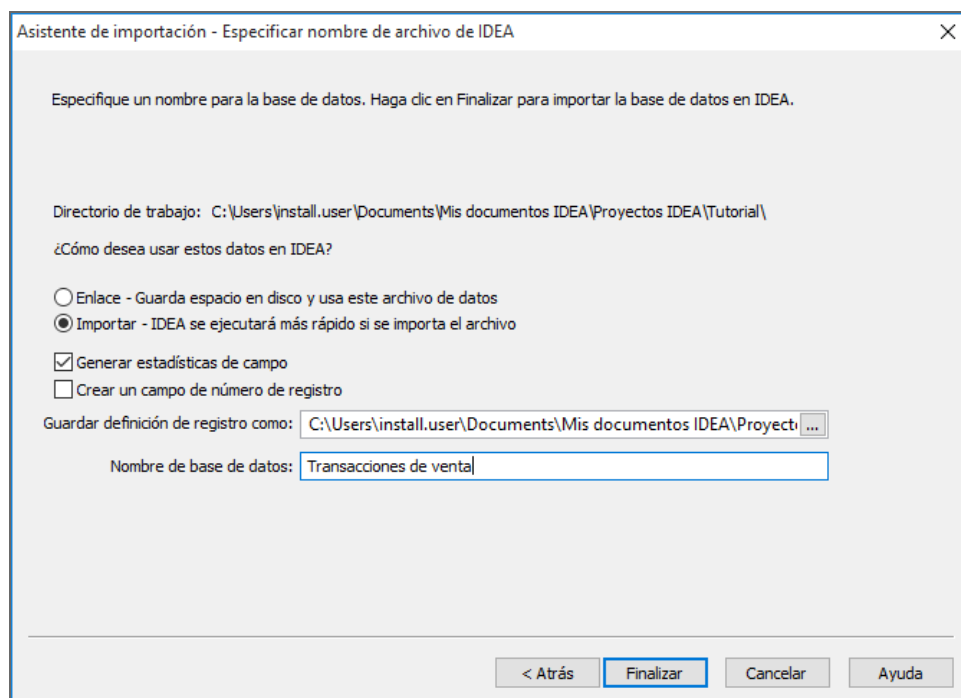 Asistente de importación - Especificar nombre de archivo de IDEA
Especifique un nombre para la base de datos. Haga clic en Finalizar para importar la base de datos en IDEA.
Directorio de trabajo: C:\Users\install.user\Documents\Mis documentos IDEA\Proyectos IDEA\Tutorial\
¿Cómo desea usar estos datos en IDEA?
Enlace - Guarda espacio en disco y usa este archivo de datos
Importar - IDEA se ejecutará más rápido si se importa el archivo
Generar estadísticas de campo
Crear un campo de número de registro
Guardar definición de registro como: C:\Users\install.user\Documents\Mis documentos IDEA\Proyect ...
Nombre de base de datos: Transacciones de venta
< Atrás Finalizar Cancelar Ayuda